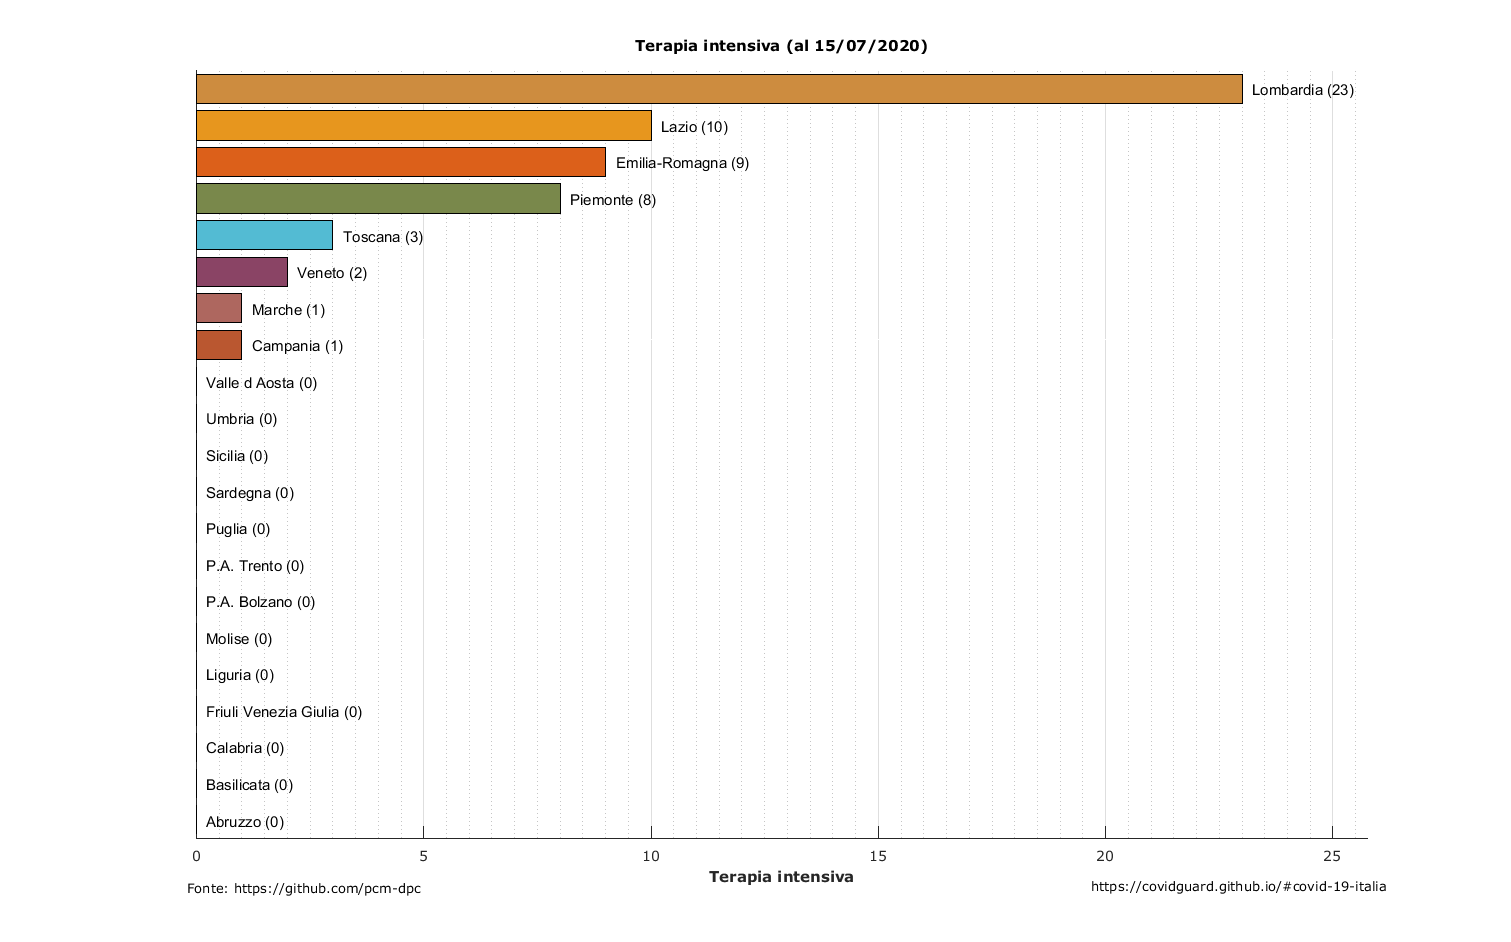 Terapia intensiva (al 15/07/2020)
Lombardia (23)
Lazio (10)
Emilia-Romagna (9)
Piemonte (8)
Toscana (3)
Veneto (2)
Marche (1)
Campania (1)
Valle d Aosta (0)
Umbria (0)
Sicilia (0)
Sardegna (0)
Puglia (0)
P.A. Trento (0)
P.A. Bolzano (0)
Molise (0)
Liguria (0)
Friuli Venezia Giulia (0)
Calabria (0)
Basilicata (0)
Abruzzo (0)
0 5 10 15 20 25
Terapia intensiva
Fonte: https://github.com/pcm-dpc
https://covidguard.github.io/#covid-19-italia